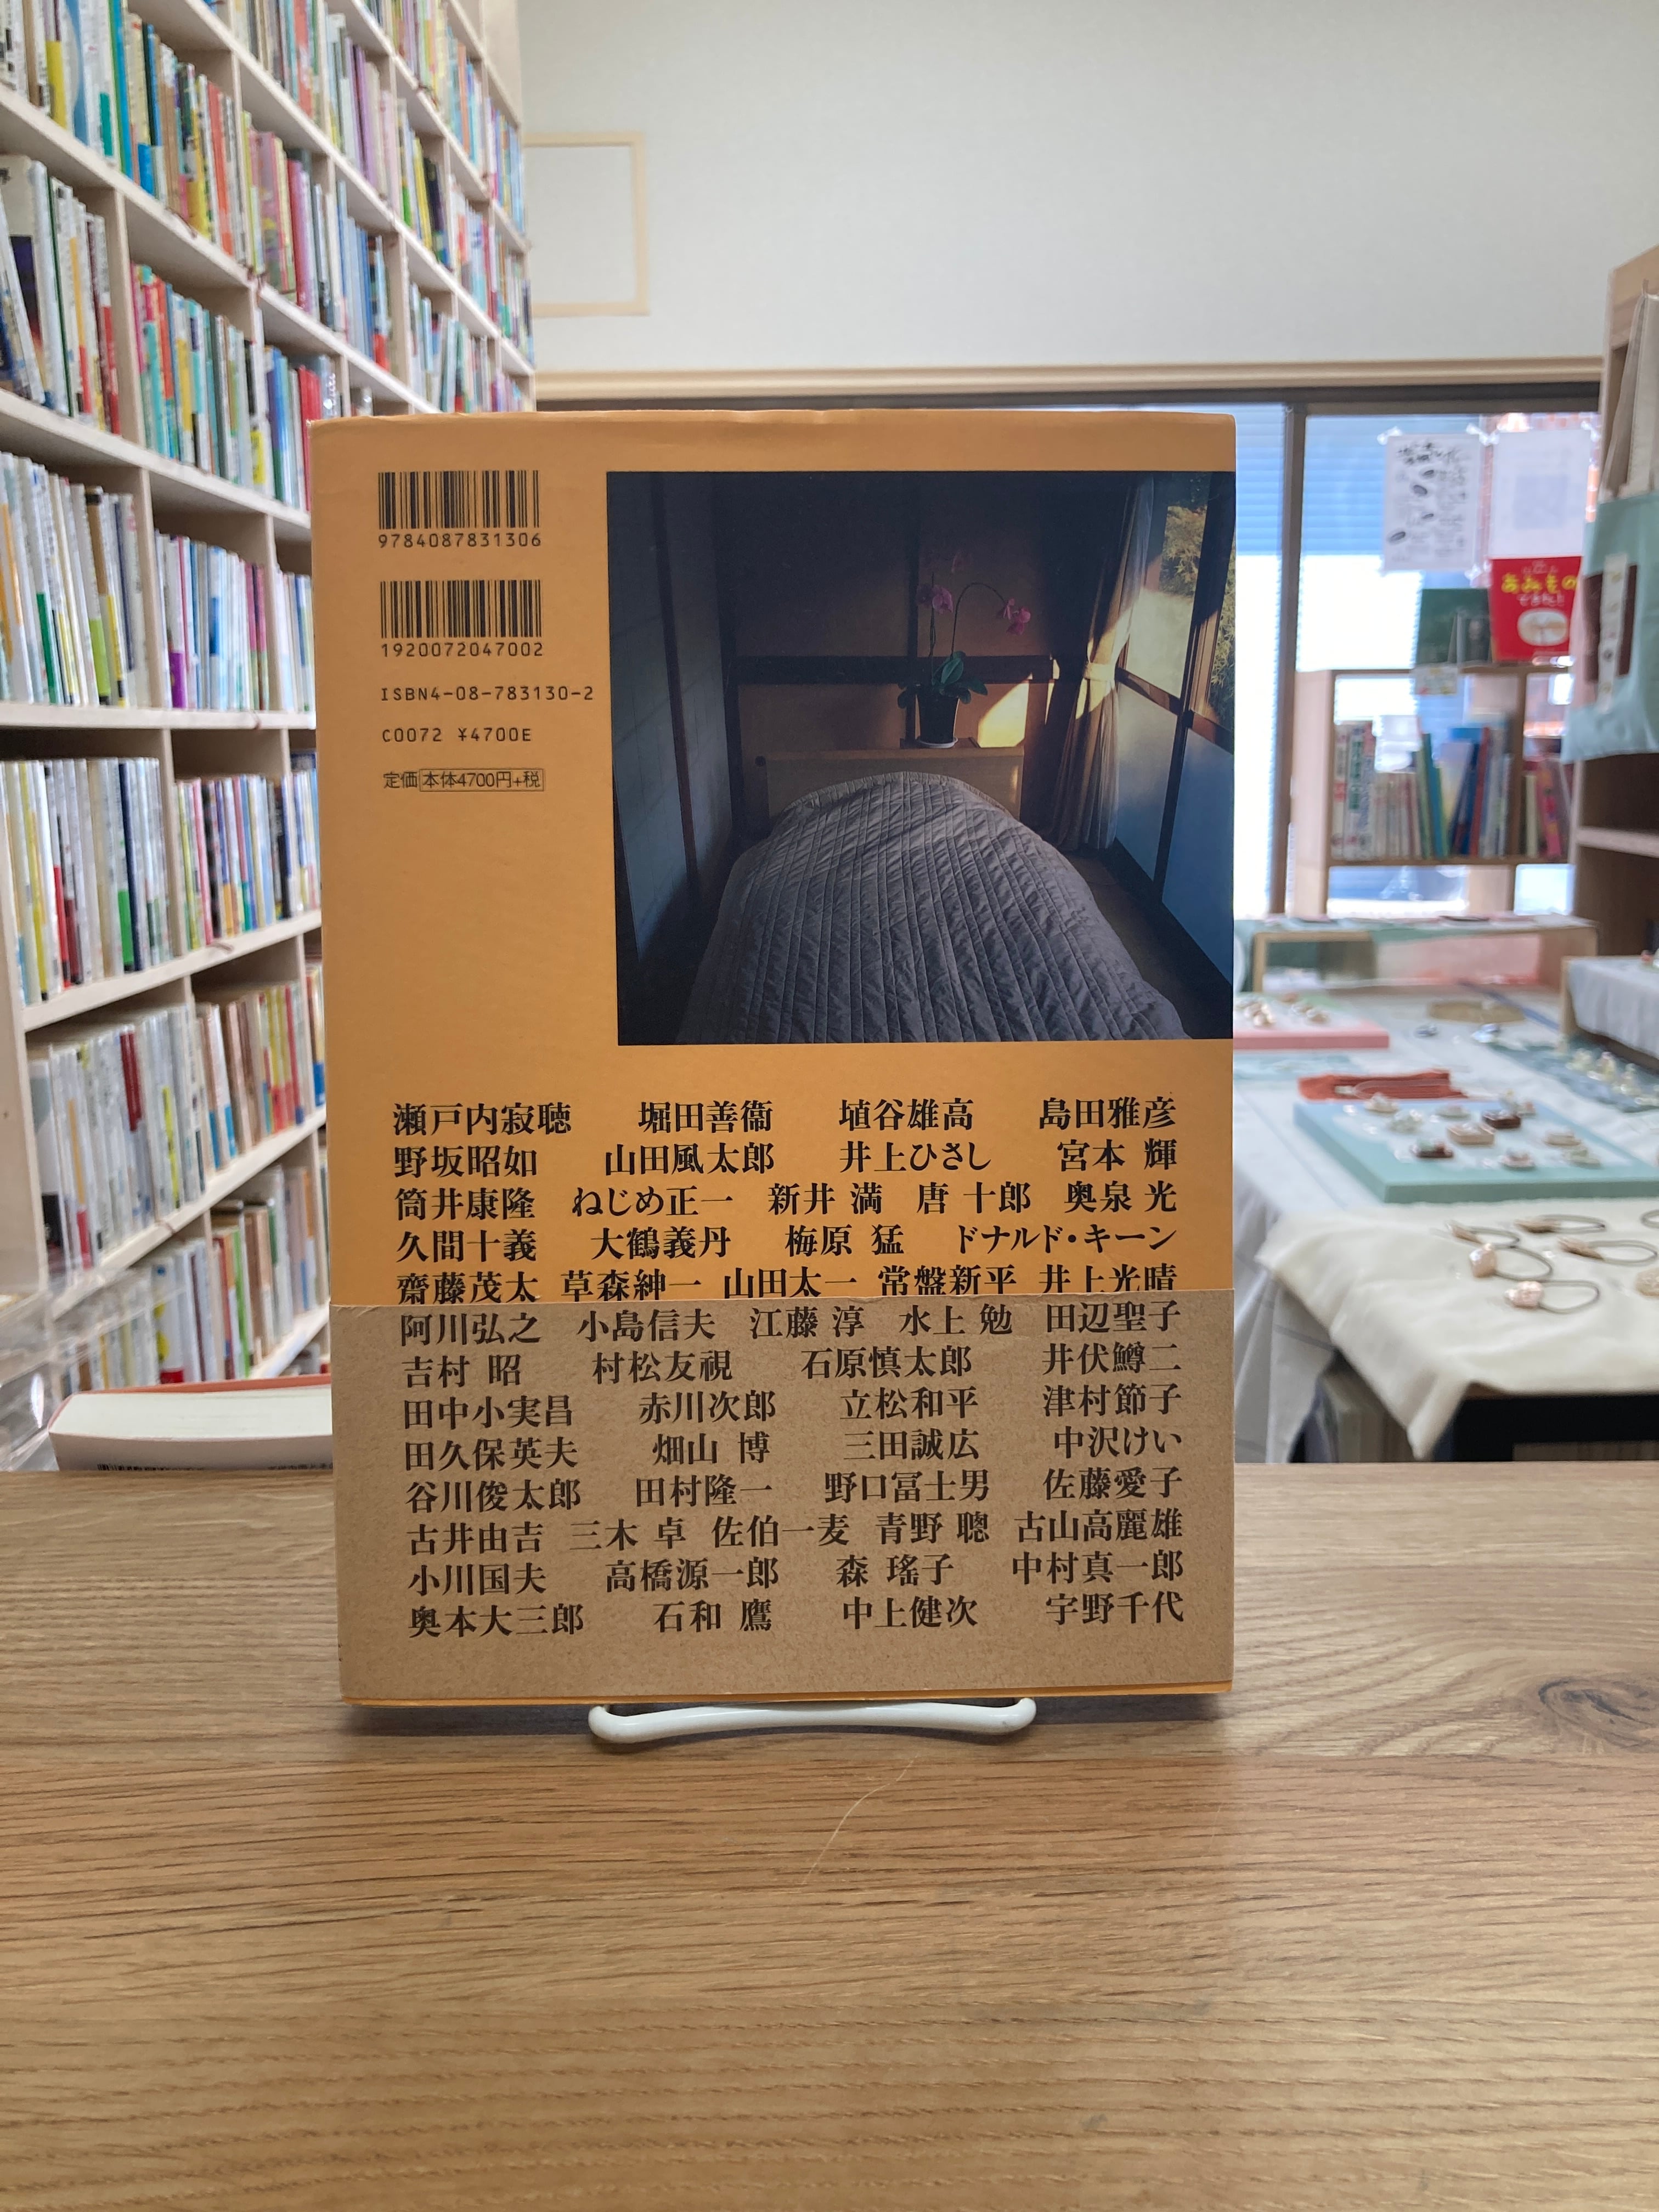 9784087831306
1920072047002
ISBN4-08-783130-2
C0072 ¥4700E
定価 本体4700円+税
瀬戸内寂聴 堀田善衞 埴谷雄高 島田雅彦
野坂昭如 山田風太郎 井上ひさし 宮本 輝
筒井康隆 ねじめ正一 新井 満 唐 十郎 奥泉 光
久間十義 大鶴義丹 梅原 猛 ドナルド・キーン
齋藤茂太 草森紳一 山田太一 常盤新平 井上光晴
阿川弘之 小島信夫 江藤 淳 水上 勉 田辺聖子
吉村 昭 村松友視 石原慎太郎 井伏鱒二
田中小実昌 赤川次郎 立松和平 津村節子
田久保英夫 畑山 博 三田誠広 中沢けい
谷川俊太郎 田村隆一 野口冨士男 佐藤愛子
古井由吉 三木 卓 佐伯一麦 青野 聰 古山高麗雄
小川国夫 高橋源一郎 森 瑤子 中村真一郎
奥本大三郎 石和 鷹 中上健次 宇野千代
あみもの
できた!